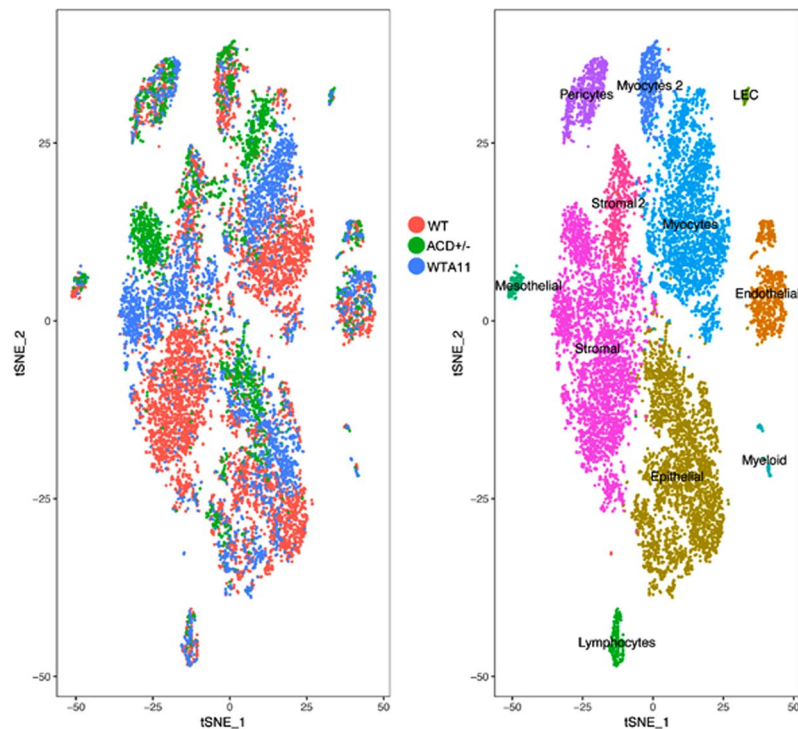 25
0
−25
−50
tSNE_2
−50
−25
0
25
50
tSNE_1
WT
ACD+/-
WTA11
25
0
−25
−50
tSNE_2
−50
−25
0
25
50
tSNE_1
Pericytes
Myocytes 2
LEC
Stromal 2
Myocytes
Mesothelial
Endothelial
Stromal
Epithelial
Myeloid
Lymphocytes